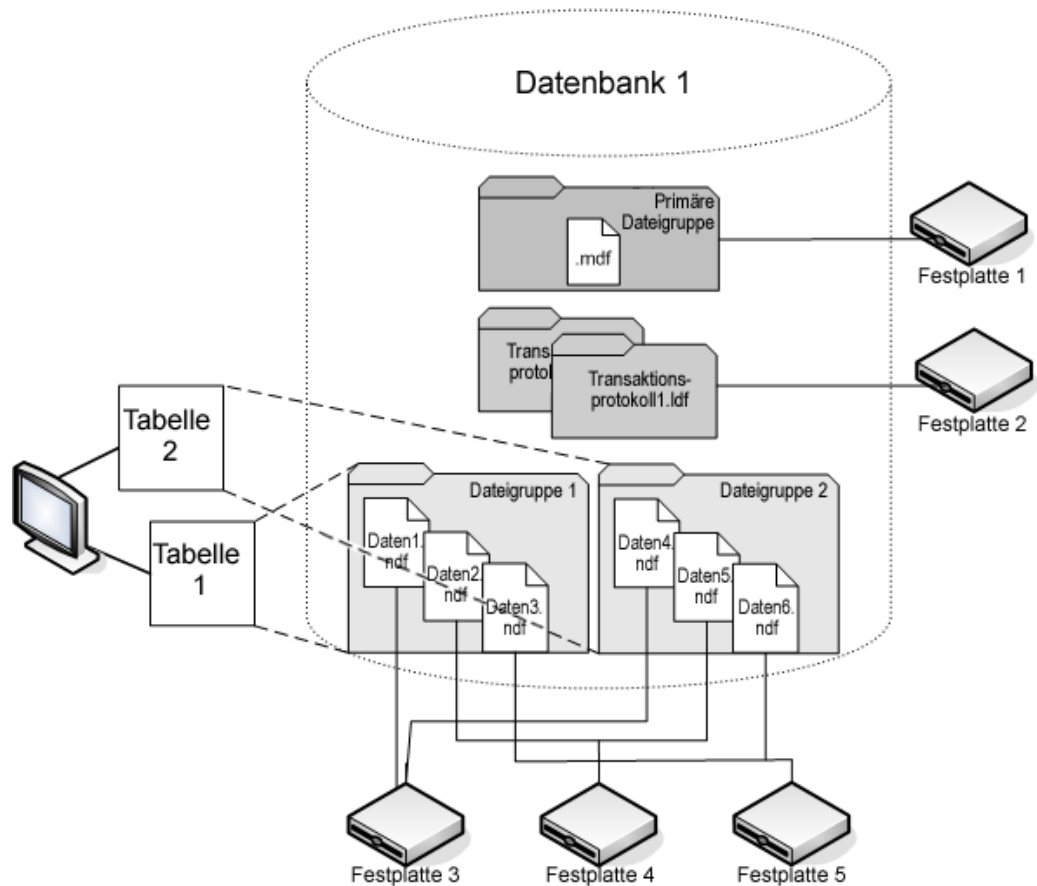 Datenbank 1
Primäre
Dateigruppe
.mdf
Festplatte 1
Trans
protok
Transaktions-
protokoll1.ldf
Festplatte 2
Tabelle
2
Tabelle
1
Dateigruppe 1
Daten1.
ndf
Daten2.
ndf
Daten3.
ndf
Dateigruppe 2
Daten4.
ndf
Daten5.
ndf
Daten6.
ndf
Festplatte 3
Festplatte 4
Festplatte 5